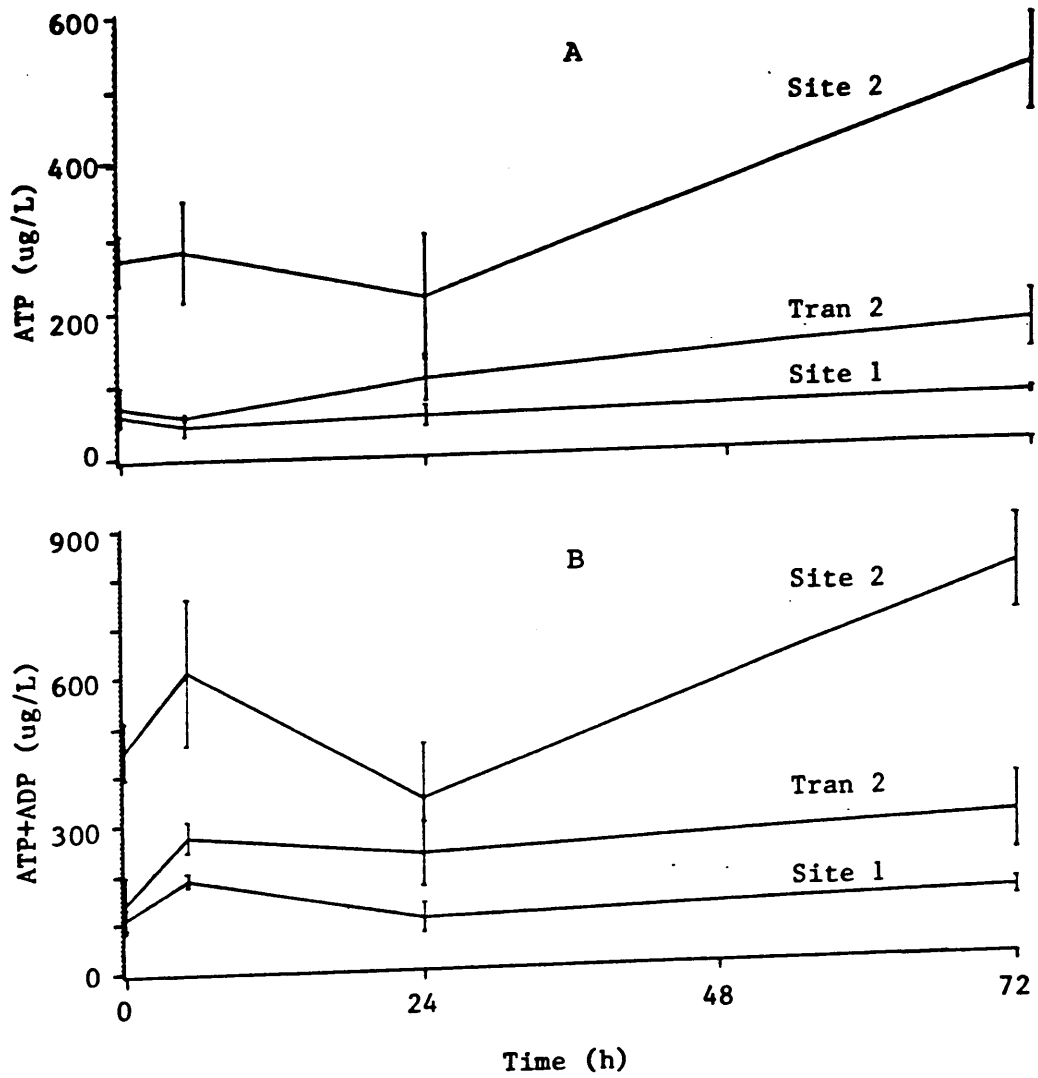 600
A
Site 2
400
ATP (ug/L)
200
Tran 2
Site 1
0
900
B
Site 2
600
ATP+ADP (ug/L)
Tran 2
300
Site 1
0
0
24
48
72
Time (h)